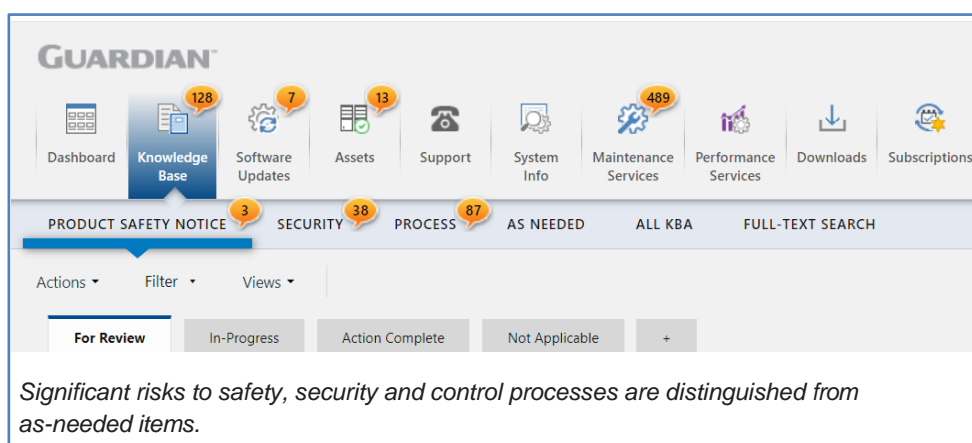 GUARDIAN™
128
7
13
489
Dashboard
Knowledge
Base
Software
Updates
Assets
Support
System
Info
Maintenance
Services
Performance
Services
Downloads
Subscriptions
PRODUCT SAFETY NOTICE 3 SECURITY 38 PROCESS 87 AS NEEDED ALL KBA FULL-TEXT SEARCH
Actions Filter Views
For Review In-Progress Action Complete Not Applicable +
Significant risks to safety, security and control processes are distinguished from
as-needed items.